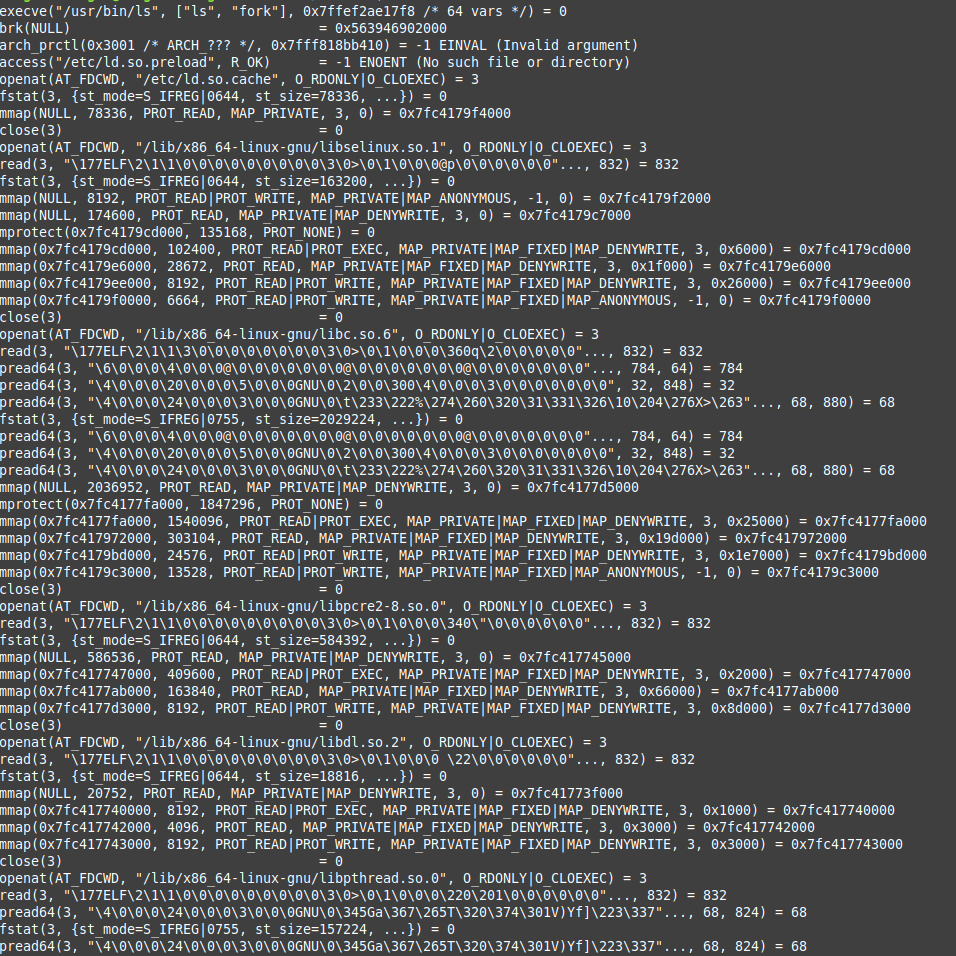 execve("/usr/bin/ls", ["ls", "fork"], 0x7ffef2ae17f8 /* 64 vars */) = 0
brk(NULL)                               = 0x563946902000
arch_prctl(0x3001 /* ARCH_??? */, 0x7fff818bb410) = -1 EINVAL (Invalid argument)
access("/etc/ld.so.preload", R_OK)      = -1 ENOENT (No such file or directory)
openat(AT_FDCWD, "/etc/ld.so.cache", O_RDONLY|O_CLOEXEC) = 3
fstat(3, {st_mode=S_IFREG|0644, st_size=78336, ...}) = 0
mmap(NULL, 78336, PROT_READ, MAP_PRIVATE, 3, 0) = 0x7fc4179f4000
close(3)                                = 0
openat(AT_FDCWD, "/lib/x86_64-linux-gnu/libselinux.so.1", O_RDONLY|O_CLOEXEC) = 3
read(3, "\177ELF\2\1\1\0\0\0\0\0\0\0\0\0\3\0>\0\1\0\0\0@p\0\0\0\0\0\0"..., 832) = 832
fstat(3, {st_mode=S_IFREG|0644, st_size=163200, ...}) = 0
mmap(NULL, 8192, PROT_READ|PROT_WRITE, MAP_PRIVATE|MAP_ANONYMOUS, -1, 0) = 0x7fc4179f2000
mmap(NULL, 174600, PROT_READ, MAP_PRIVATE|MAP_DENYWRITE, 3, 0) = 0x7fc4179c7000
mprotect(0x7fc4179cd000, 135168, PROT_NONE) = 0
mmap(0x7fc4179cd000, 102400, PROT_READ|PROT_EXEC, MAP_PRIVATE|MAP_FIXED|MAP_DENYWRITE, 3, 0x6000) = 0x7fc4179cd000
mmap(0x7fc4179e6000, 28672, PROT_READ, MAP_PRIVATE|MAP_FIXED|MAP_DENYWRITE, 3, 0x1f000) = 0x7fc4179e6000
mmap(0x7fc4179ee000, 8192, PROT_READ|PROT_WRITE, MAP_PRIVATE|MAP_FIXED|MAP_DENYWRITE, 3, 0x26000) = 0x7fc4179ee000
mmap(0x7fc4179f0000, 6664, PROT_READ|PROT_WRITE, MAP_PRIVATE|MAP_FIXED|MAP_ANONYMOUS, -1, 0) = 0x7fc4179f0000
close(3)                                = 0
openat(AT_FDCWD, "/lib/x86_64-linux-gnu/libc.so.6", O_RDONLY|O_CLOEXEC) = 3
read(3, "\177ELF\2\1\1\3\0\0\0\0\0\0\0\0\3\0>\0\1\0\0\0\360q\2\0\0\0\0\0"..., 832) = 832
pread64(3, "\6\0\0\0\4\0\0\0@\0\0\0\0\0\0\0@\0\0\0\0\0\0\0@\0\0\0\0\0\0\0"..., 784, 64) = 784
pread64(3, "\4\0\0\0\20\0\0\0\5\0\0\0GNU\0\2\0\0\300\4\0\0\0\3\0\0\0\0\0\0\0", 32, 848) = 32
pread64(3, "\4\0\0\0\24\0\0\0\3\0\0\0GNU\0\t\233\222%\274\260\320\31\331\326\10\204\276X>\263"..., 68, 880) = 68
fstat(3, {st_mode=S_IFREG|0755, st_size=2029224, ...}) = 0
pread64(3, "\6\0\0\0\4\0\0\0@\0\0\0\0\0\0\0@\0\0\0\0\0\0\0@\0\0\0\0\0\0\0"..., 784, 64) = 784
pread64(3, "\4\0\0\0\20\0\0\0\5\0\0\0GNU\0\2\0\0\300\4\0\0\0\3\0\0\0\0\0\0\0", 32, 848) = 32
pread64(3, "\4\0\0\0\24\0\0\0\3\0\0\0GNU\0\t\233\222%\274\260\320\31\331\326\10\204\276X>\263"..., 68, 880) = 68
mmap(NULL, 2036952, PROT_READ, MAP_PRIVATE|MAP_DENYWRITE, 3, 0) = 0x7fc4177d5000
mprotect(0x7fc4177fa000, 1847296, PROT_NONE) = 0
mmap(0x7fc4177fa000, 1540096, PROT_READ|PROT_EXEC, MAP_PRIVATE|MAP_FIXED|MAP_DENYWRITE, 3, 0x25000) = 0x7fc4177fa000
mmap(0x7fc417972000, 303104, PROT_READ, MAP_PRIVATE|MAP_FIXED|MAP_DENYWRITE, 3, 0x19d000) = 0x7fc417972000
mmap(0x7fc4179bd000, 24576, PROT_READ|PROT_WRITE, MAP_PRIVATE|MAP_FIXED|MAP_DENYWRITE, 3, 0x1e7000) = 0x7fc4179bd000
mmap(0x7fc4179c3000, 13528, PROT_READ|PROT_WRITE, MAP_PRIVATE|MAP_FIXED|MAP_ANONYMOUS, -1, 0) = 0x7fc4179c3000
close(3)                                = 0
openat(AT_FDCWD, "/lib/x86_64-linux-gnu/libpcre2-8.so.0", O_RDONLY|O_CLOEXEC) = 3
read(3, "\177ELF\2\1\1\0\0\0\0\0\0\0\0\0\3\0>\0\1\0\0\0\340\"\0\0\0\0\0\0"..., 832) = 832
fstat(3, {st_mode=S_IFREG|0644, st_size=584392, ...}) = 0
mmap(NULL, 586536, PROT_READ, MAP_PRIVATE|MAP_DENYWRITE, 3, 0) = 0x7fc417745000
mmap(0x7fc417747000, 409600, PROT_READ|PROT_EXEC, MAP_PRIVATE|MAP_FIXED|MAP_DENYWRITE, 3, 0x2000) = 0x7fc417747000
mmap(0x7fc4177ab000, 163840, PROT_READ, MAP_PRIVATE|MAP_FIXED|MAP_DENYWRITE, 3, 0x66000) = 0x7fc4177ab000
mmap(0x7fc4177d3000, 8192, PROT_READ|PROT_WRITE, MAP_PRIVATE|MAP_FIXED|MAP_DENYWRITE, 3, 0x8d000) = 0x7fc4177d3000
close(3)                                = 0
openat(AT_FDCWD, "/lib/x86_64-linux-gnu/libdl.so.2", O_RDONLY|O_CLOEXEC) = 3
read(3, "\177ELF\2\1\1\0\0\0\0\0\0\0\0\0\3\0>\0\1\0\0\0 \22\0\0\0\0\0\0"..., 832) = 832
fstat(3, {st_mode=S_IFREG|0644, st_size=18816, ...}) = 0
mmap(NULL, 20752, PROT_READ, MAP_PRIVATE|MAP_DENYWRITE, 3, 0) = 0x7fc41773f000
mmap(0x7fc417740000, 8192, PROT_READ|PROT_EXEC, MAP_PRIVATE|MAP_FIXED|MAP_DENYWRITE, 3, 0x1000) = 0x7fc417740000
mmap(0x7fc417742000, 4096, PROT_READ, MAP_PRIVATE|MAP_FIXED|MAP_DENYWRITE, 3, 0x3000) = 0x7fc417742000
mmap(0x7fc417743000, 8192, PROT_READ|PROT_WRITE, MAP_PRIVATE|MAP_FIXED|MAP_DENYWRITE, 3, 0x3000) = 0x7fc417743000
close(3)                                = 0
openat(AT_FDCWD, "/lib/x86_64-linux-gnu/libpthread.so.0", O_RDONLY|O_CLOEXEC) = 3
read(3, "\177ELF\2\1\1\0\0\0\0\0\0\0\0\0\3\0>\0\1\0\0\0\220\201\0\0\0\0\0\0"..., 832) = 832
pread64(3, "\4\0\0\0\24\0\0\0\3\0\0\0GNU\0\345Ga\367\265T\320\374\301V)Yf]\223\337"..., 68, 824) = 68
fstat(3, {st_mode=S_IFREG|0755, st_size=157224, ...}) = 0
pread64(3, "\4\0\0\0\24\0\0\0\3\0\0\0GNU\0\345Ga\367\265T\320\374\301V)Yf]\223\337"..., 68, 824) = 68